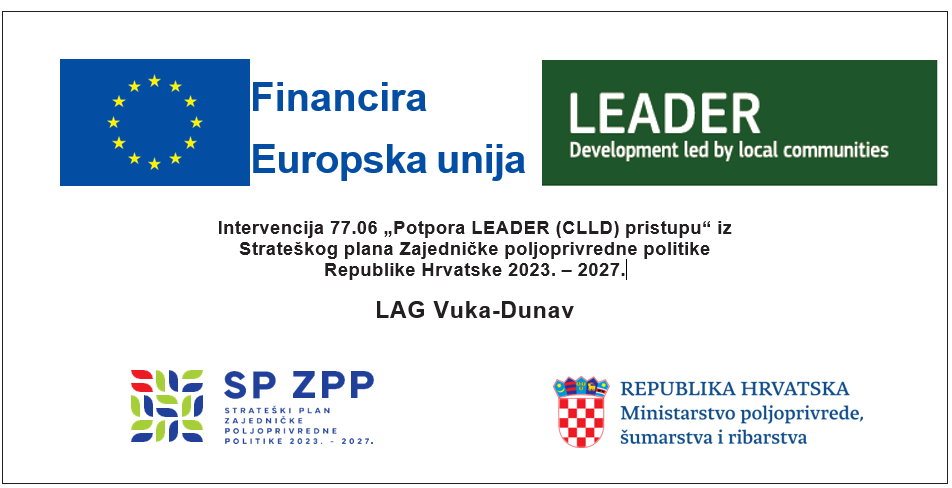 Financira
Europska unija
LEADER
Development led by local communities
Intervencija 77.06 „Potpora LEADER (CLLD) pristupu“ iz
Strateškog plana Zajedničke poljoprivredne politike
Republike Hrvatske 2023. – 2027.
LAG Vuka-Dunav
SP ZPP
STRATEŠKI PLAN
ZAJEDNIČKE
POLJOPRIVREDNE
POLITIKE 2023. - 2027.
REPUBLIKA HRVATSKA
Ministarstvo poljoprivrede,
šumarstva i ribarstva